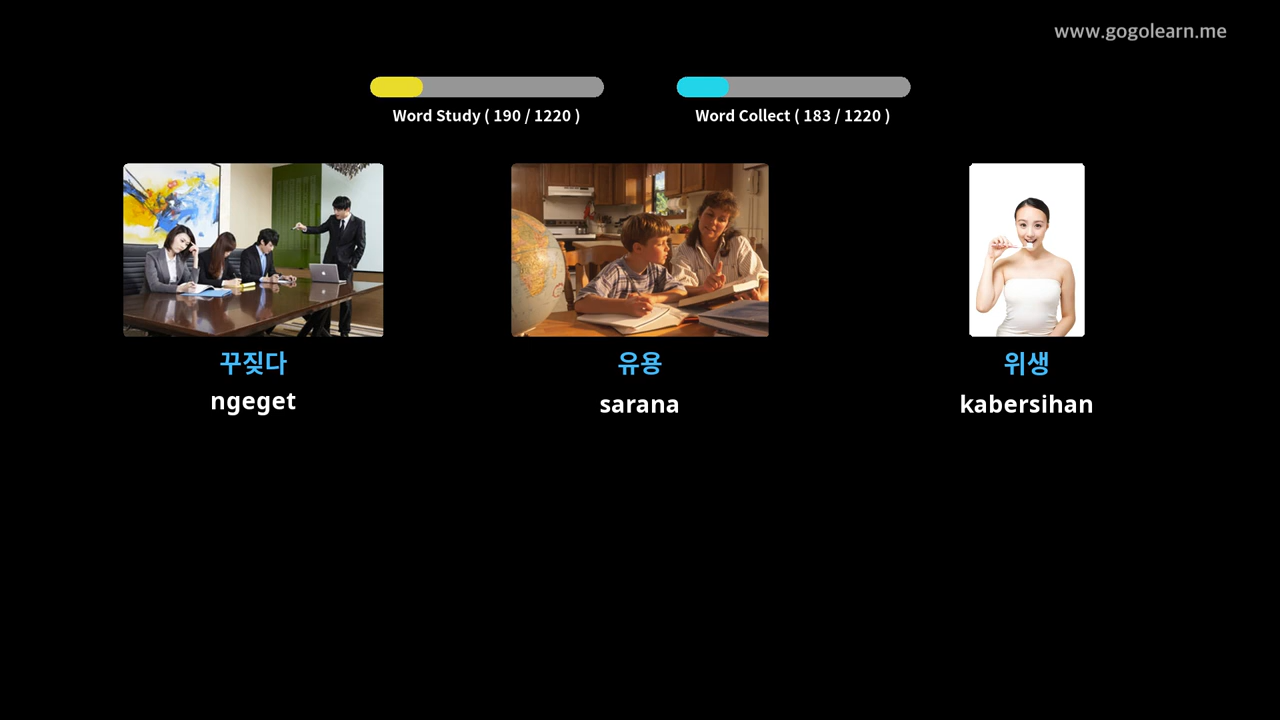 www.gogolearn.me
Word Study ( 190 / 1220 )
Word Collect ( 183 / 1220 )
꾸짖다
ngeget
유용
sarana
위생
kabersihan